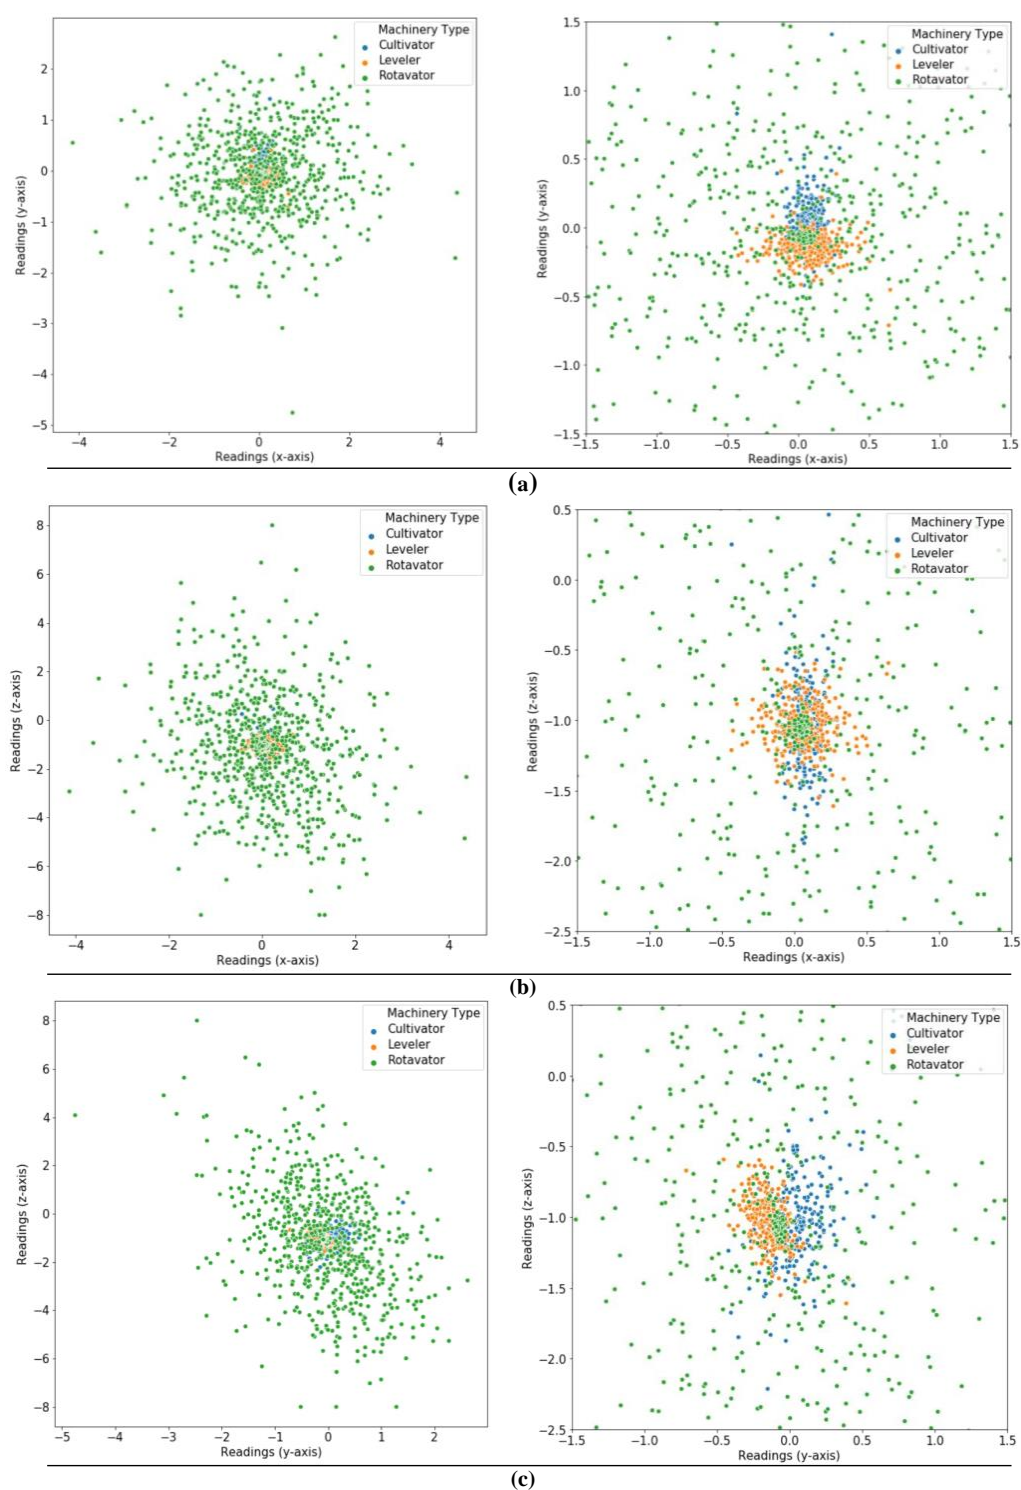 Machinery Type
Cultivator
Leveler
Rotavator
2
1
0
−1
−2
−3
−4
−5
Readings (y-axis)
−4 −2 0 2 4
Readings (x-axis)
Machinery Type
Cultivator
Leveler
Rotavator
1.5
1.0
0.5
0.0
−0.5
−1.0
−1.5
Readings (y-axis)
−1.5 −1.0 −0.5 0.0 0.5 1.0 1.5
Readings (x-axis)
(a)
Machinery Type
Cultivator
Leveler
Rotavator
8
6
4
2
0
−2
−4
−6
−8
Readings (z-axis)
−4 −2 0 2 4
Readings (x-axis)
Machinery Type
Cultivator
Leveler
Rotavator
0.5
0.0
−0.5
−1.0
−1.5
−2.0
−2.5
Readings (z-axis)
−1.5 −1.0 −0.5 0.0 0.5 1.0 1.5
Readings (x-axis)
(b)
Machinery Type
Cultivator
Leveler
Rotavator
8
6
4
2
0
−2
−4
−6
−8
Readings (z-axis)
−5 −4 −3 −2 −1 0 1 2
Readings (y-axis)
Machinery Type
Cultivator
Leveler
Rotavator
0.5
0.0
−0.5
−1.0
−1.5
−2.0
−2.5
Readings (z-axis)
−1.5 −1.0 −0.5 0.0 0.5 1.0 1.5
Readings (y-axis)
(c)